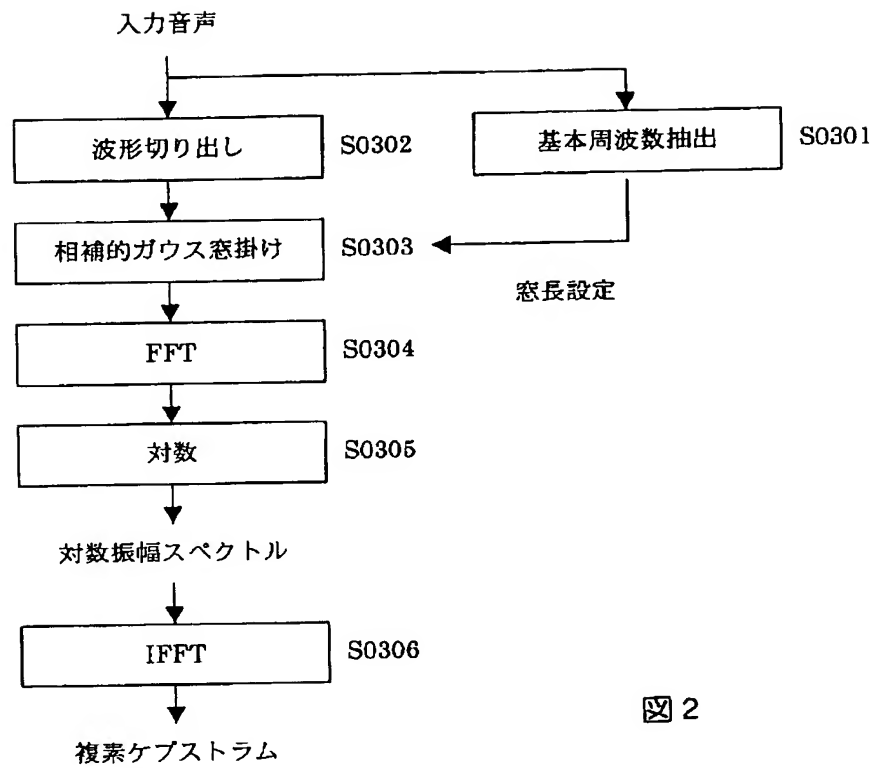 入力音声
波形切り出し S0302
基本周波数抽出 S0301
相補的ガウス窓掛け S0303
窓長設定
FFT S0304
対数 S0305
対数振幅スペクトル
IFFT S0306
複素ケプストラム
図2